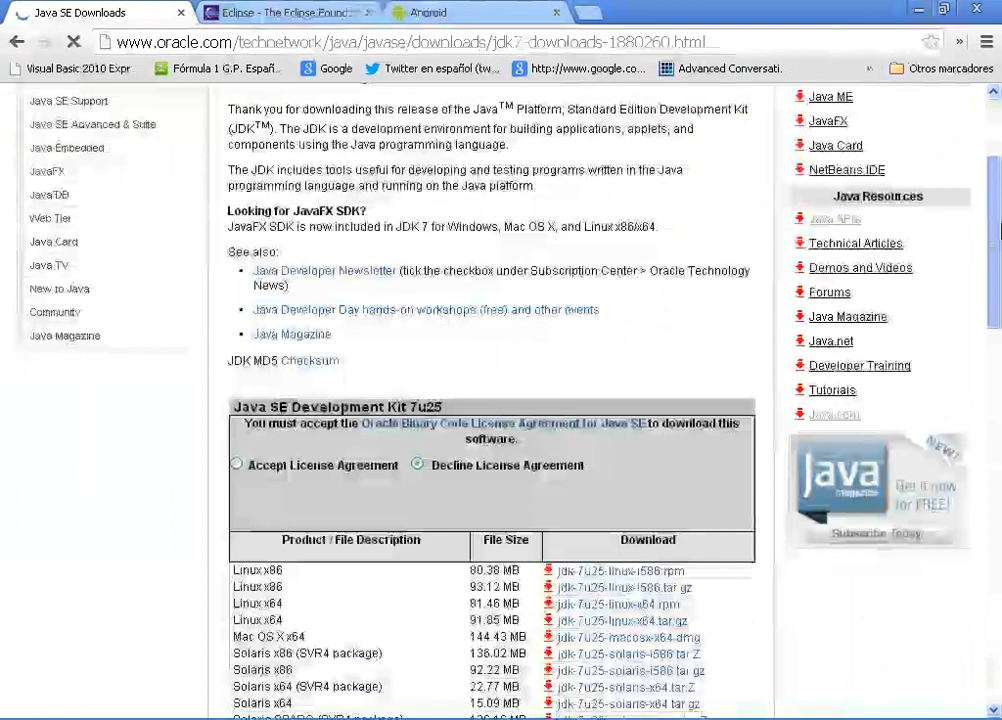 Java SE Downloads
Eclipse - The Eclipse Found...
Android
www.oracle.com/technetwork/java/javase/downloads/jdk7-downloads-1880260.html
Visual Basic 2010 Expr
Fórmula 1 G.P. Españ...
Google
Twitter en español (tw...
http://www.google.co...
Advanced Conversati.
Otros marcadores
Java SE Support
Java SE Advanced & Suite
Java Embedded
JavaFX
Java DB
Web Tier
Java Card
Java TV
New to Java
Community
Java Magazine
Thank you for downloading this release of the Java™ Platform, Standard Edition Development Kit
(JDK™). The JDK is a development environment for building applications, applets, and
components using the Java programming language.
The JDK includes tools useful for developing and testing programs written in the Java
programming language and running on the Java platform.
Looking for JavaFX SDK?
JavaFX SDK is now included in JDK 7 for Windows, Mac OS X, and Linux x86/x64.
See also:
Java Developer Newsletter (tick the checkbox under Subscription Center > Oracle Technology
News)
Java Developer Day hands-on workshops (free) and other events
Java Magazine
JDK MD5 Checksum
Java SE Development Kit 7u25
You must accept the Oracle Binary Code License Agreement for Java SE to download this
software.
Accept License Agreement Decline License Agreement
Product / File Description File Size Download
Linux x86 80.38 MB jdk-7u25-linux-i586.rpm
Linux x86 93.12 MB jdk-7u25-linux-i586.tar.gz
Linux x64 81.46 MB jdk-7u25-linux-x64.rpm
Linux x64 91.85 MB jdk-7u25-linux-x64.tar.gz
Mac OS X x64 144.43 MB jdk-7u25-macosx-x64.dmg
Solaris x86 (SVR4 package) 136.02 MB jdk-7u25-solaris-i586.tar.Z
Solaris x86 92.22 MB jdk-7u25-solaris-i586.tar.gz
Solaris x64 (SVR4 package) 22.77 MB jdk-7u25-solaris-x64.tar.Z
Solaris x64 15.09 MB jdk-7u25-solaris-x64.tar.gz
Java ME
JavaFX
Java Card
NetBeans IDE
Java Resources
Java APIs
Technical Articles
Demos and Videos
Forums
Java Magazine
Java.net
Developer Training
Tutorials
Java.com
NEW!
Java
magazine
Get it now
for FREE!
Subscribe Today